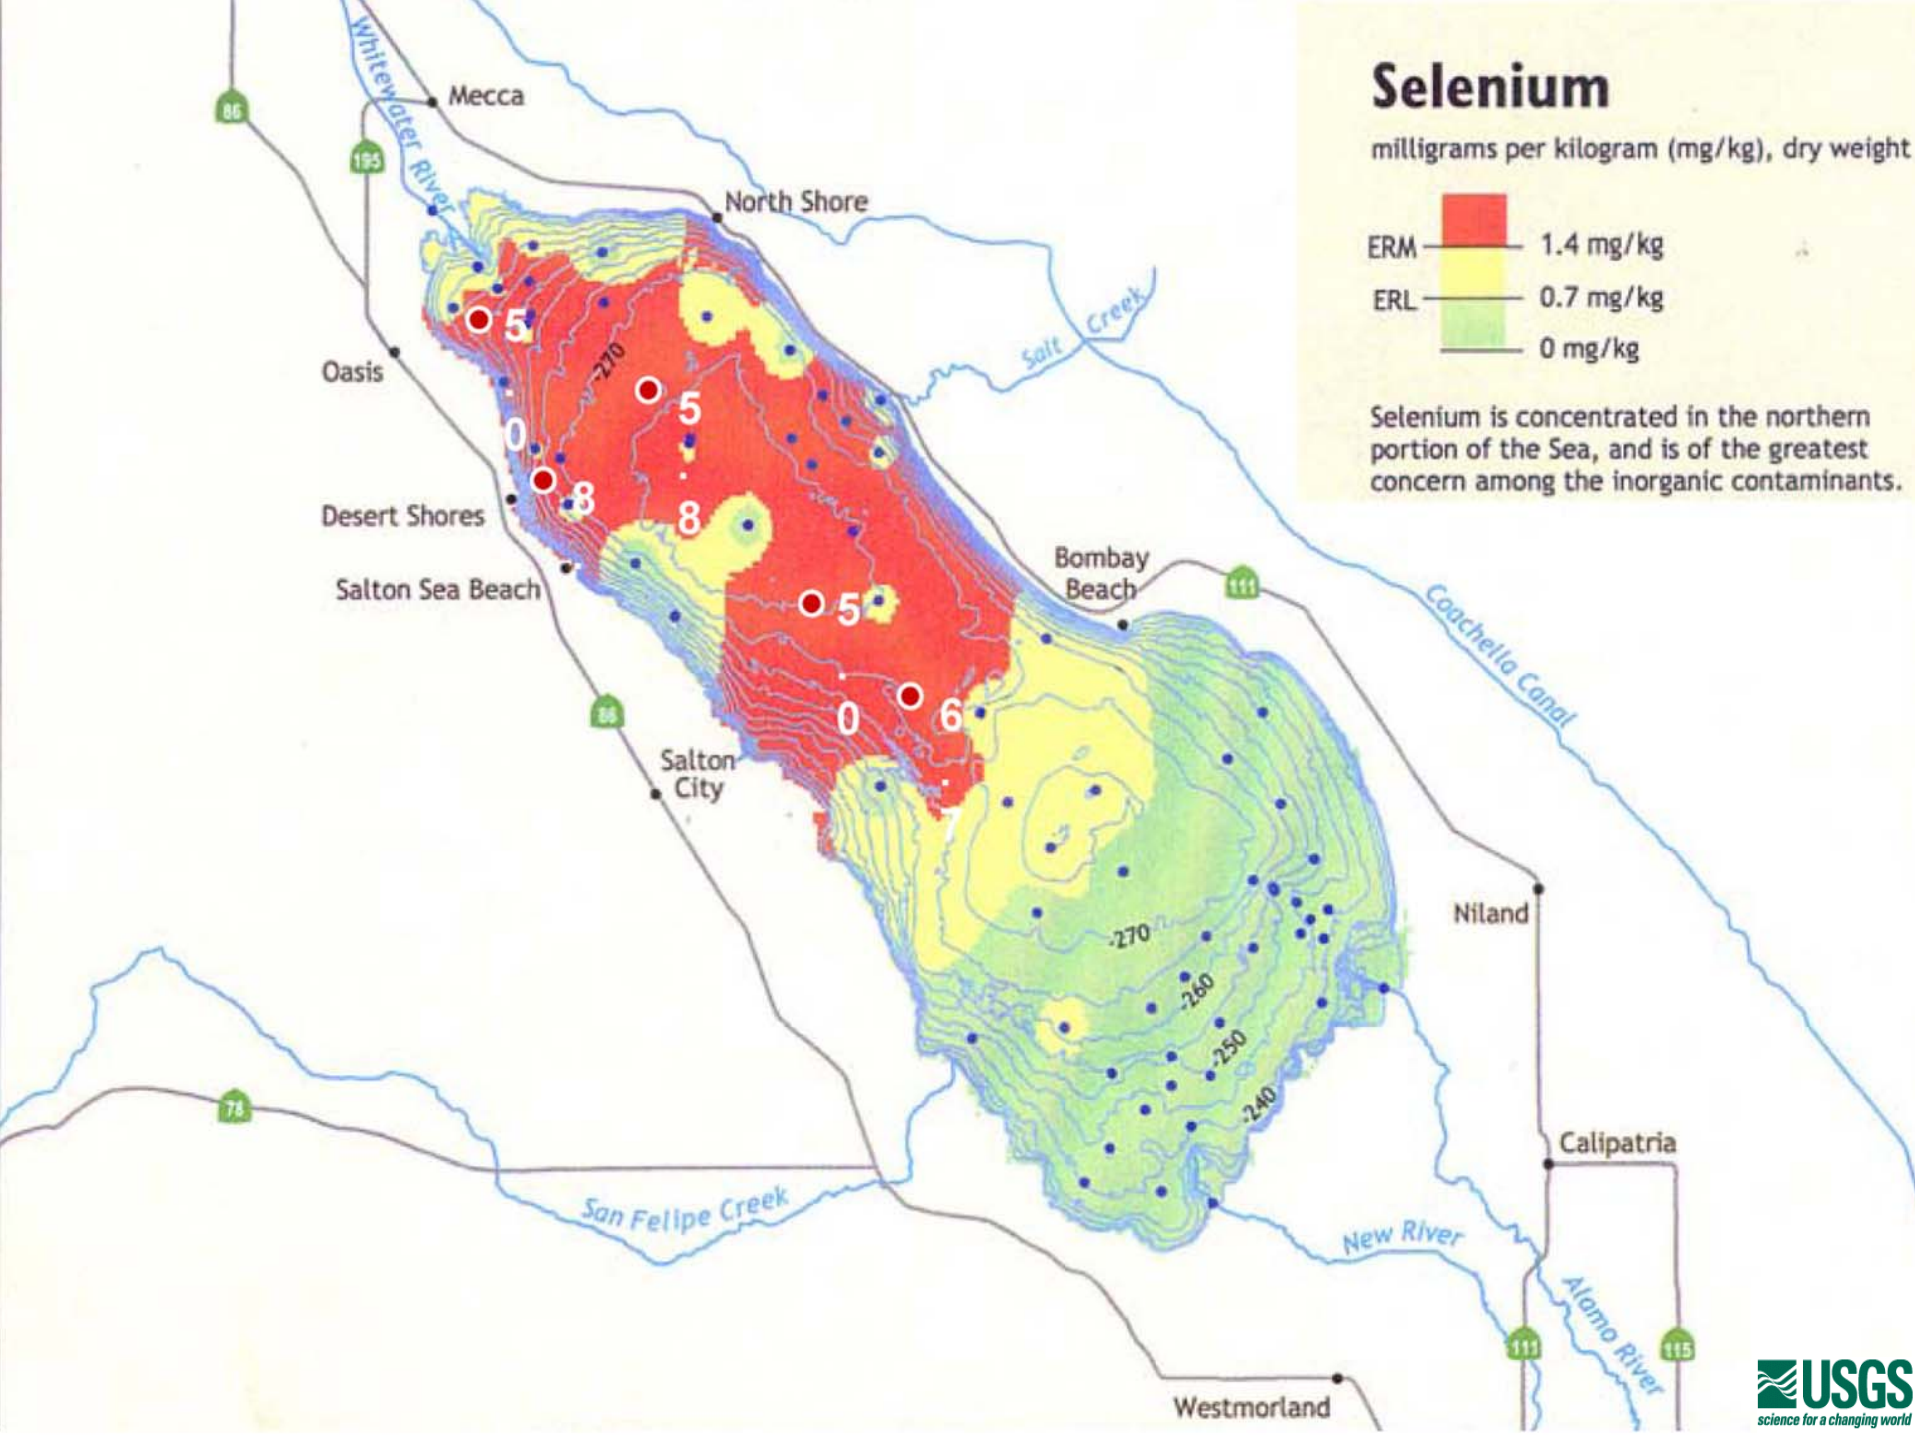 Selenium
milligrams per kilogram (mg/kg), dry weight
ERM
1.4 mg/kg
ERL
0.7 mg/kg
0 mg/kg
Selenium is concentrated in the northern
portion of the Sea, and is of the greatest
concern among the inorganic contaminants.
Whitewater River
86
Mecca
195
North Shore
Salt Creek
Oasis
-270
5
.
0
5
.
8
8
Desert Shores
Salton Sea Beach
Bombay
Beach
111
Coachella Canal
5
.
0
6
.
7
86
Salton
City
Niland
-270
-260
-250
-240
78
San Felipe Creek
Calipatria
New River
Alamo River
111
115
Westmorland
USGS
science for a changing world